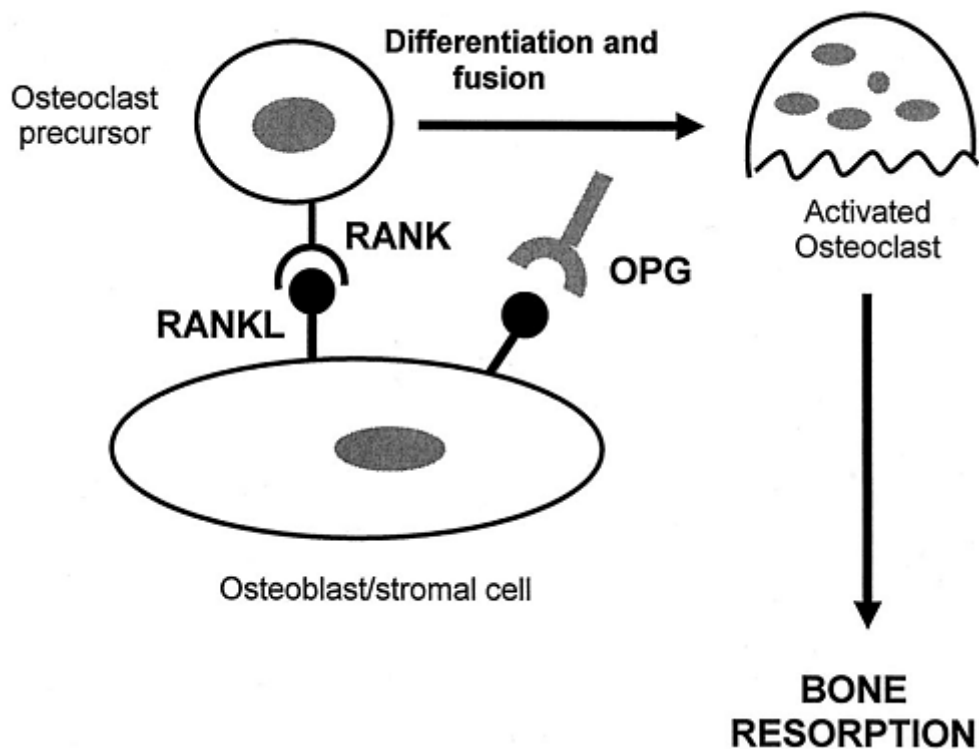 Differentiation and
fusion
Osteoclast
precursor
RANK
RANKL
OPG
Activated
Osteoclast
Osteoblast/stromal cell
BONE
RESORPTION